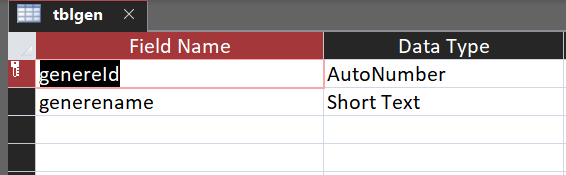 tblgen
Field Name Data Type
genereId AutoNumber
generename Short Text